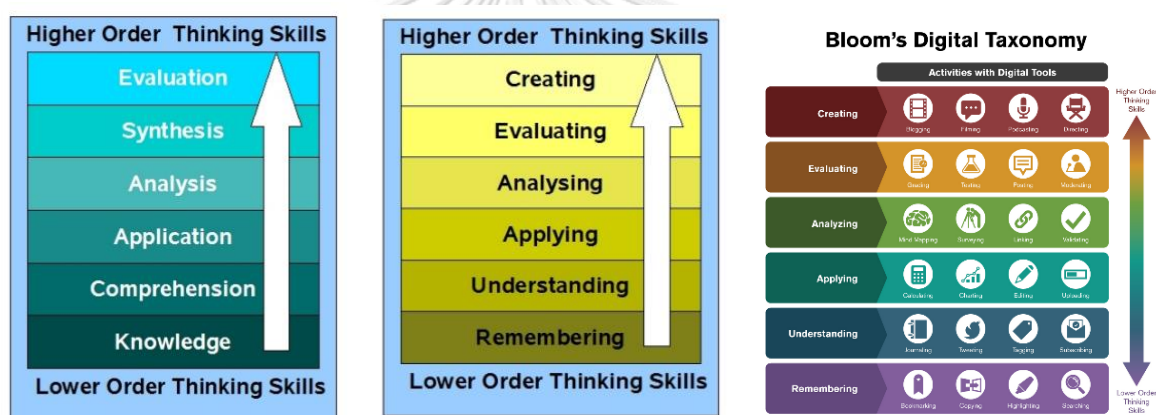 Higher Order Thinking Skills
Evaluation
Synthesis
Analysis
Application
Comprehension
Knowledge
Lower Order Thinking Skills
Higher Order Thinking Skills
Creating
Evaluating
Analysing
Applying
Understanding
Remembering
Lower Order Thinking Skills
Bloom's Digital Taxonomy
Activities with Digital Tools
Higher Order
Thinking
Skills
Creating
Blogging Filming Podcasting Directing
Evaluating
Grading Testing Posting Moderating
Analyzing
Mind Mapping Surveying Linking Validating
Applying
Calculating Charting Editing Uploading
Understanding
Journaling Tweeting Tagging Subscribing
Remembering
Bookmarking Copying Highlighting Searching
Lower Order
Thinking
Skills